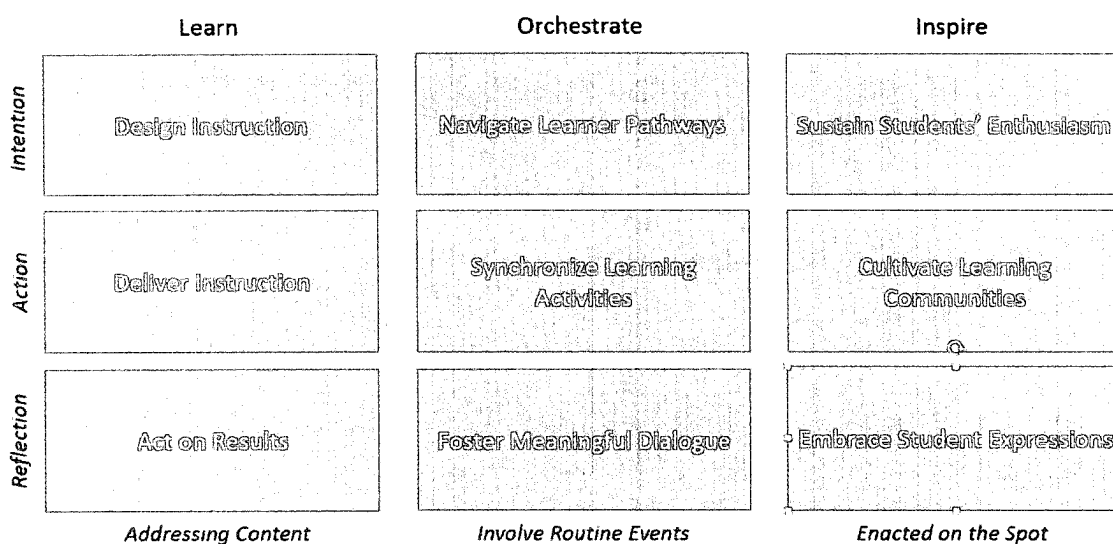 Learn Orchestrate Inspire
Intention
Design Instruction
Navigate Learner Pathways
Sustain Students' Enthusiasm
Action
Deliver Instruction
Synchronize Learning
Activities
Cultivate Learning
Communities
Reflection
Act on Results
Foster Meaningful Dialogue
Embrace Student Expressions
Addressing Content Involve Routine Events Enacted on the Spot